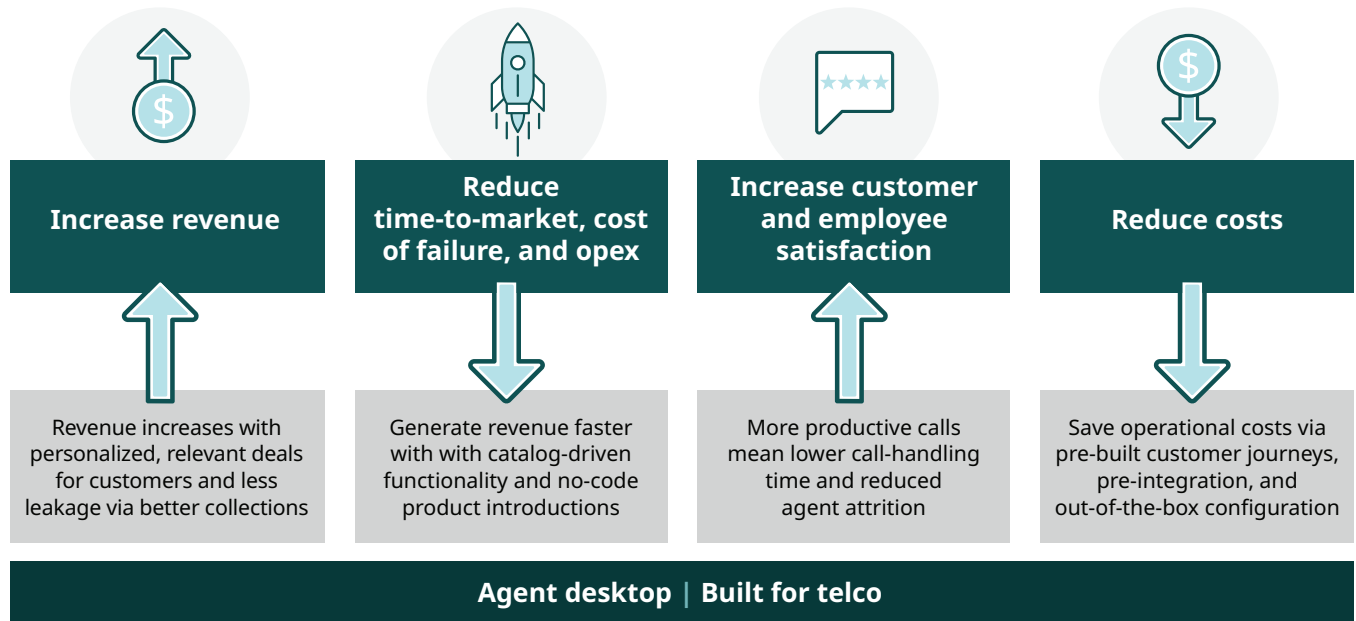 $
$
Increase revenue
Reduce
time-to-market, cost
of failure, and opex
Increase customer
and employee
satisfaction
Reduce costs
Revenue increases with
personalized, relevant deals
for customers and less
leakage via better collections
Generate revenue faster
with with catalog-driven
functionality and no-code
product introductions
More productive calls
mean lower call-handling
time and reduced
agent attrition
Save operational costs via
pre-built customer journeys,
pre-integration, and
out-of-the-box configuration
Agent desktop | Built for telco